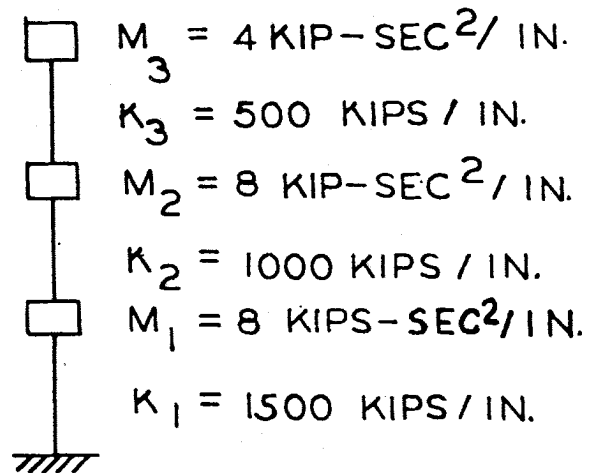 M₃ = 4 KIP-SEC²/ IN.
K₃ = 500 KIPS / IN.
M₂ = 8 KIP-SEC²/ IN.
K₂ = 1000 KIPS / IN.
M₁ = 8 KIPS-SEC²/IN.
K₁ = 1500 KIPS / IN.